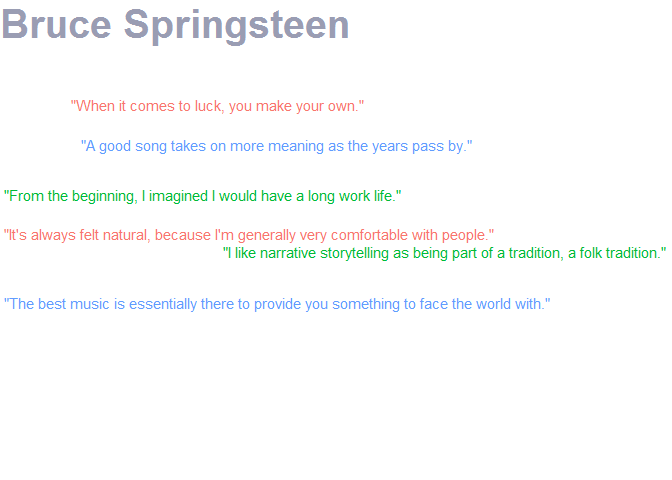 Bruce Springsteen
"When it comes to luck, you make your own."
"A good song takes on more meaning as the years pass by."
"From the beginning, I imagined I would have a long work life."
"It's always felt natural, because I'm generally very comfortable with people."
"I like narrative storytelling as being part of a tradition, a folk tradition."
"The best music is essentially there to provide you something to face the world with."